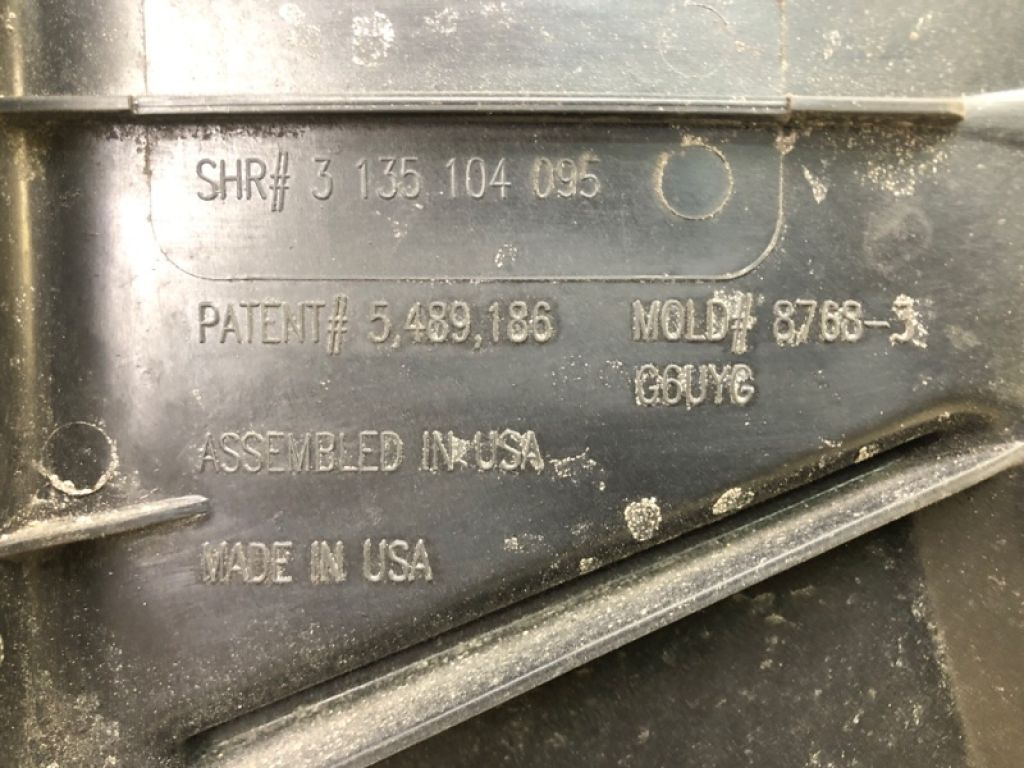 SHR# 3 135 104 095
PATENT# 5,489,186
MOLD# 8768-3
G6UYG
ASSEMBLED IN USA
MADE IN USA